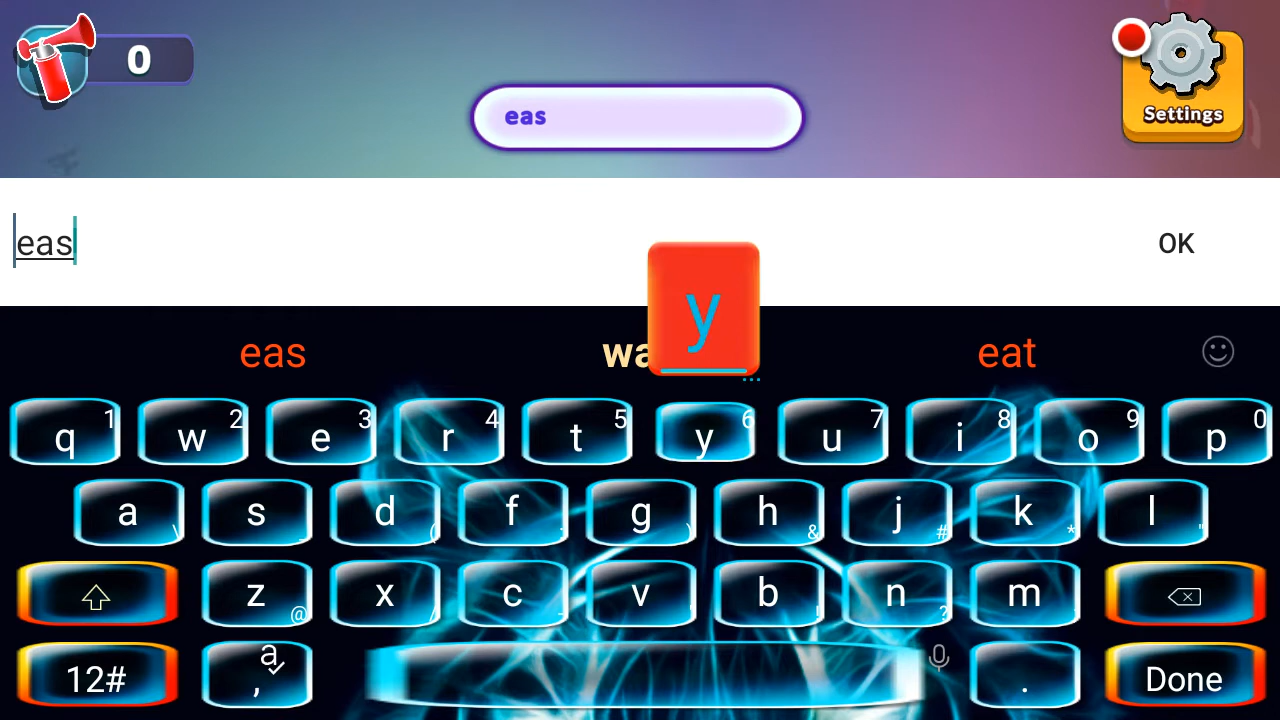 0
Settings
eas
eas
OK
y
eas
eat
q 1 w 2 e 3 r 4 t 5 y 6 u 7 i 8 o 9 p 0
a \ s _ d ( f g ) h & j # k * l "
z @ x / c v ' b ! n ? m
12# , a . Done